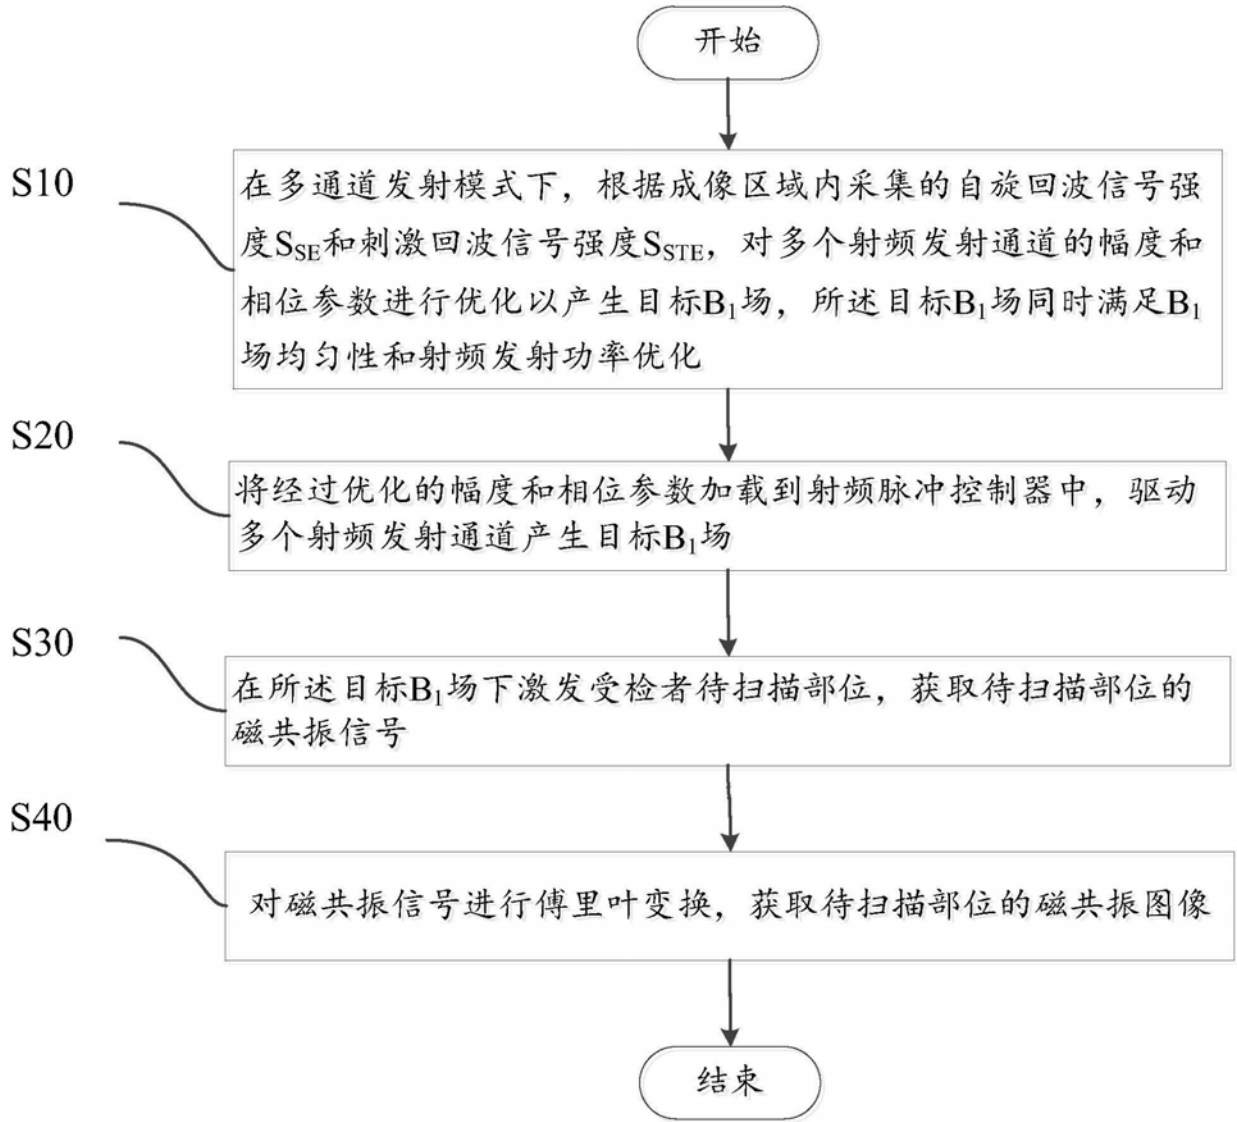 开始
S10
在多通道发射模式下，根据成像区域内采集的自旋回波信号强
度S_SE和刺激回波信号强度S_STE，对多个射频发射通道的幅度和
相位参数进行优化以产生目标B₁场，所述目标B₁场同时满足B₁
场均匀性和射频发射功率优化
S20
将经过优化的幅度和相位参数加载到射频脉冲控制器中，驱动
多个射频发射通道产生目标B₁场
S30
在所述目标B₁场下激发受检者待扫描部位，获取待扫描部位的
磁共振信号
S40
对磁共振信号进行傅里叶变换，获取待扫描部位的磁共振图像
结束